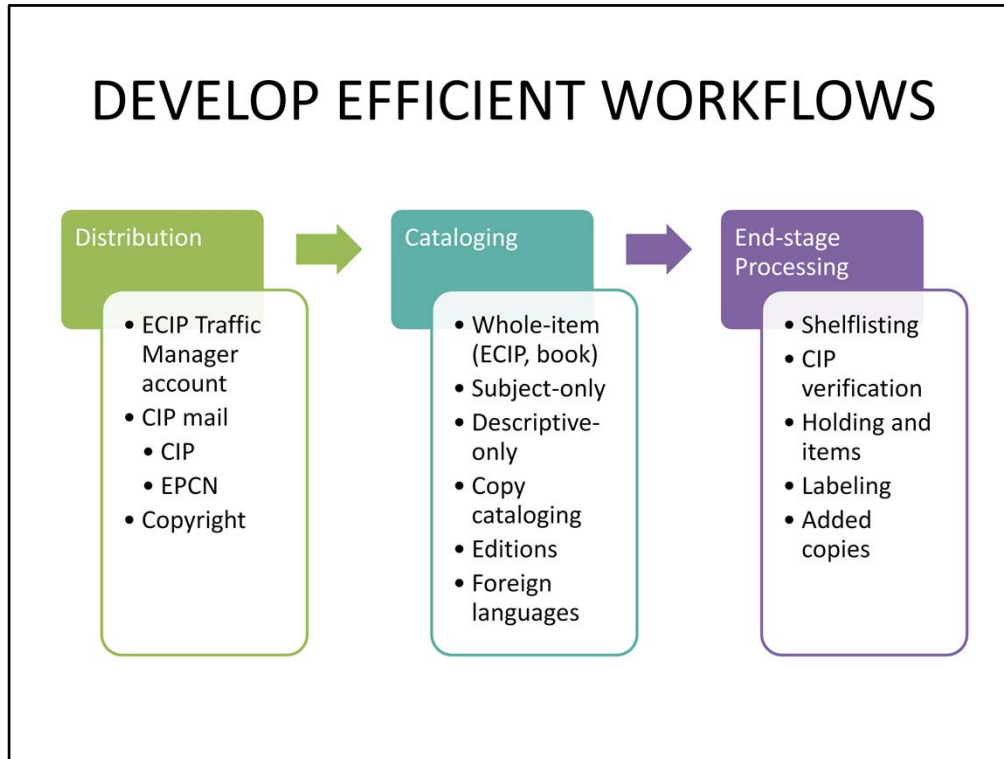 DEVELOP EFFICIENT WORKFLOWS
Distribution
• ECIP Traffic
Manager
account
• CIP mail
• CIP
• EPCN
• Copyright
Cataloging
• Whole-item
(ECIP, book)
• Subject-only
• Descriptive-
only
• Copy
cataloging
• Editions
• Foreign
languages
End-stage
Processing
• Shelflisting
• CIP
verification
• Holding and
items
• Labeling
• Added
copies